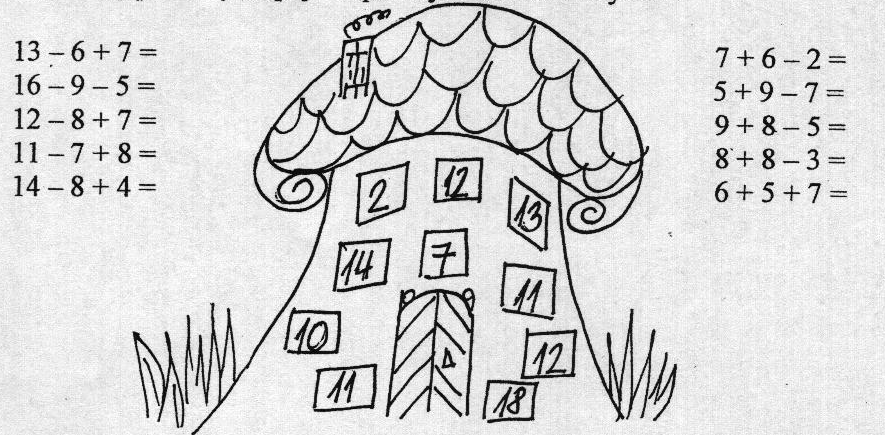 13 – 6 + 7 =
16 – 9 – 5 =
12 – 8 + 7 =
11 – 7 + 8 =
14 – 8 + 4 =
7 + 6 – 2 =
5 + 9 – 7 =
9 + 8 – 5 =
8 + 8 – 3 =
6 + 5 + 7 =
2
12
13
14
7
11
10
12
11
18